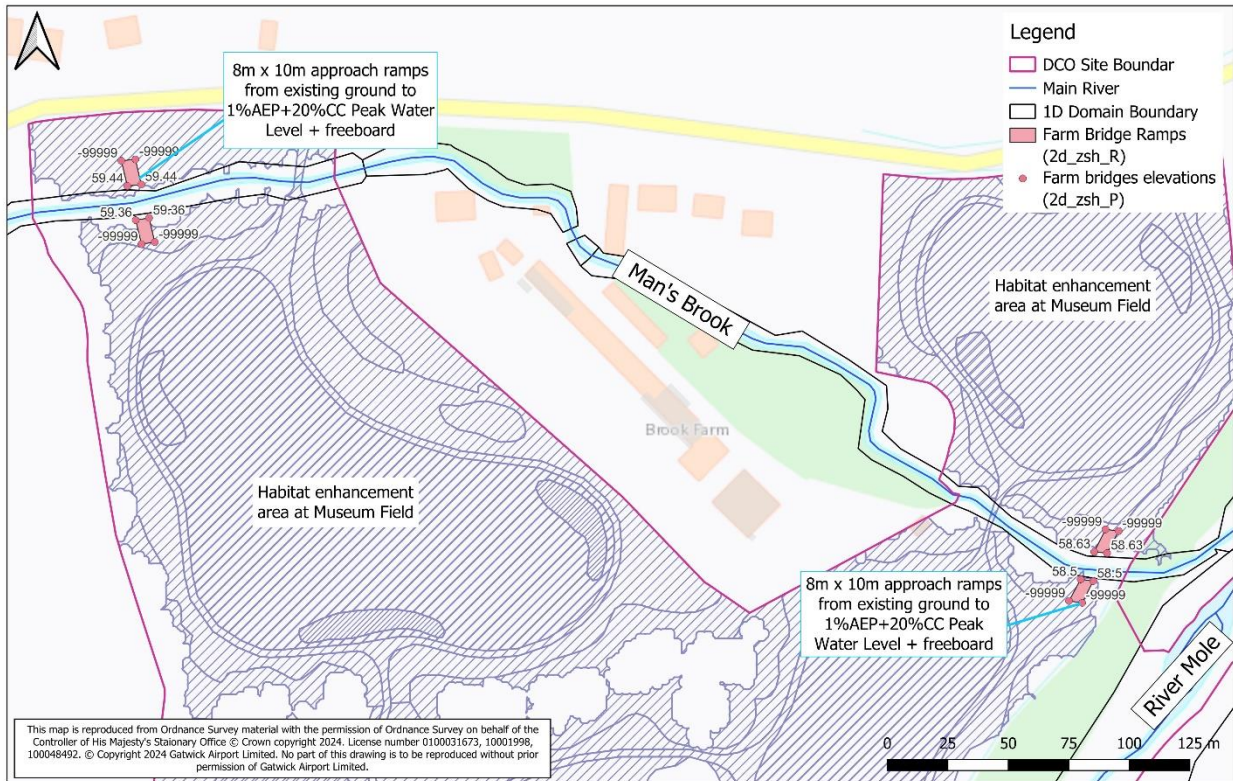 Legend
DCO Site Boundar
Main River
1D Domain Boundary
Farm Bridge Ramps
(2d_zsh_R)
Farm bridges elevations
(2d_zsh_P)
8m x 10m approach ramps
from existing ground to
1%AEP+20%CC Peak Water
Level + freeboard
-99999
-99999
59.44
59.44
59.36
59.36
-99999
-99999
Man's Brook
Habitat enhancement
area at Museum Field
Brook Farm
Habitat enhancement
area at Museum Field
-99999
-99999
58.63
58.63
58.5
58.5
-99999
-99999
8m x 10m approach ramps
from existing ground to
1%AEP+20%CC Peak
Water Level + freeboard
River Mole
0 25 50 75 100 125 m
This map is reproduced from Ordnance Survey material with the permission of Ordnance Survey on behalf of the
Controller of His Majesty's Staionary Office © Crown copyright 2024. License number 0100031673, 10001998,
100048492. © Copyright 2024 Gatwick Airport Limited. No part of this drawing is to be reproduced without prior
permission of Gatwick Airport Limited.